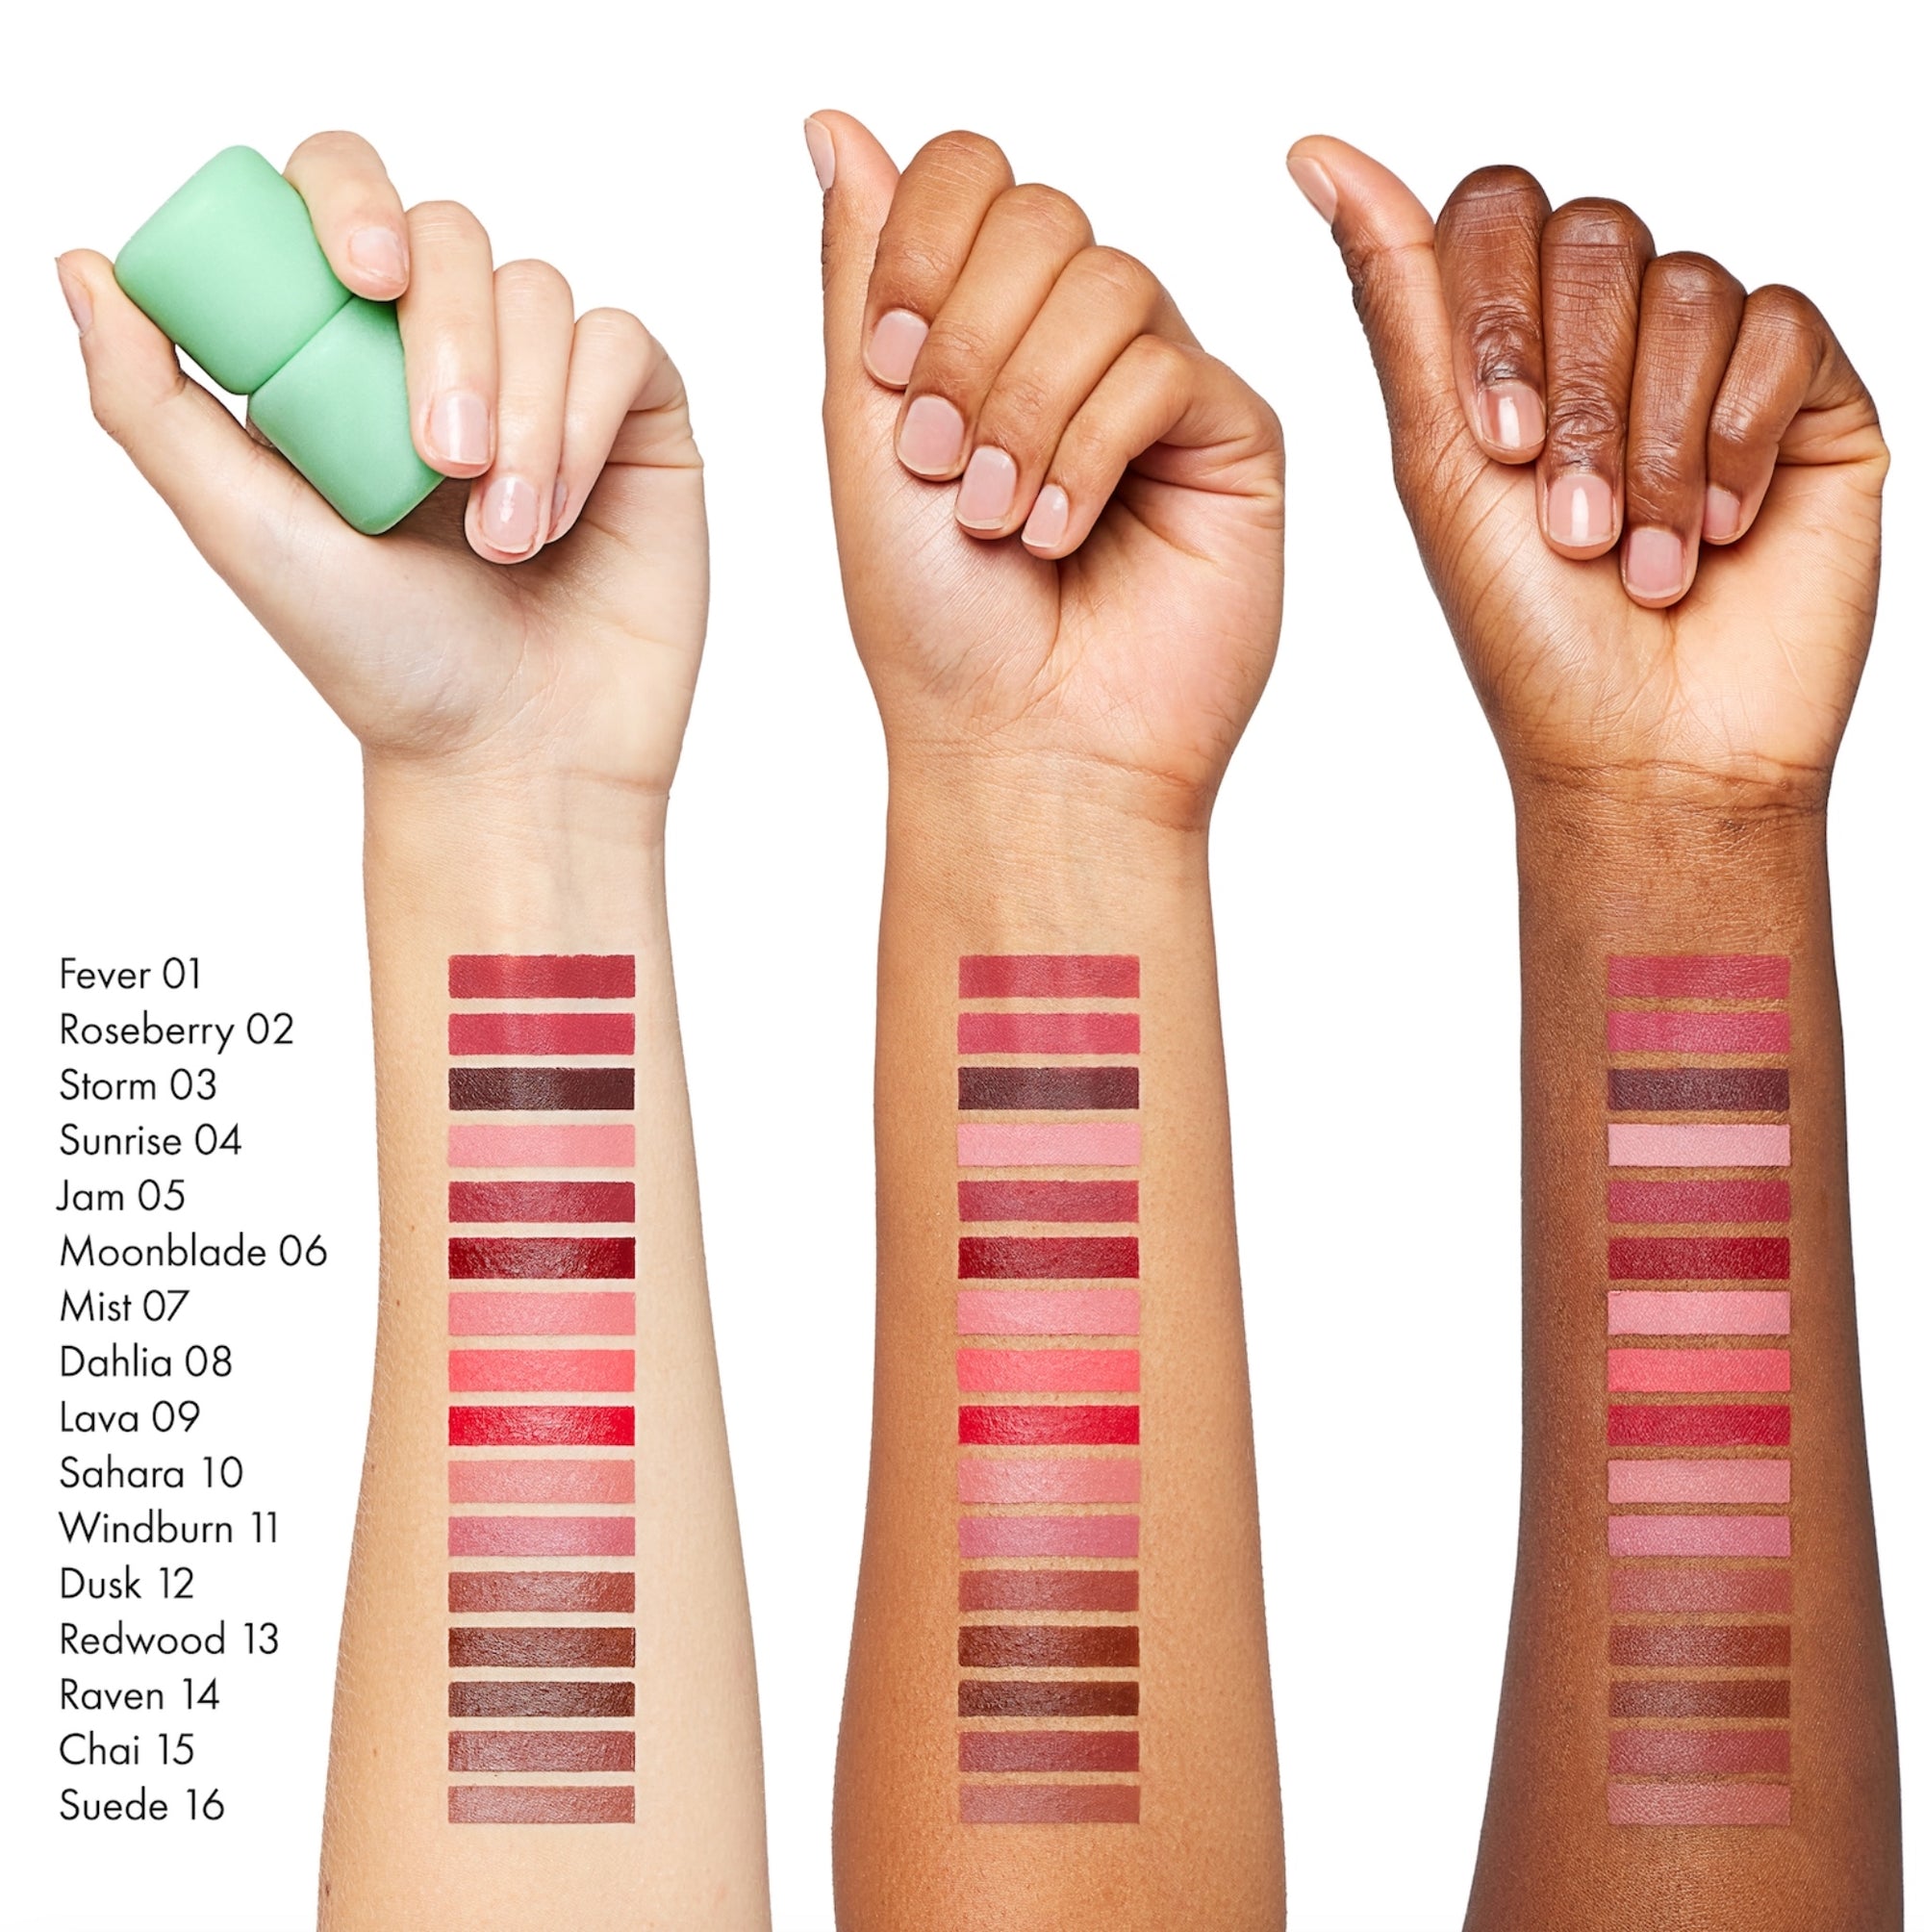 Fever 01
Roseberry 02
Storm 03
Sunrise 04
Jam 05
Moonblade 06
Mist 07
Dahlia 08
Lava 09
Sahara 10
Windburn 11
Dusk 12
Redwood 13
Raven 14
Chai 15
Suede 16